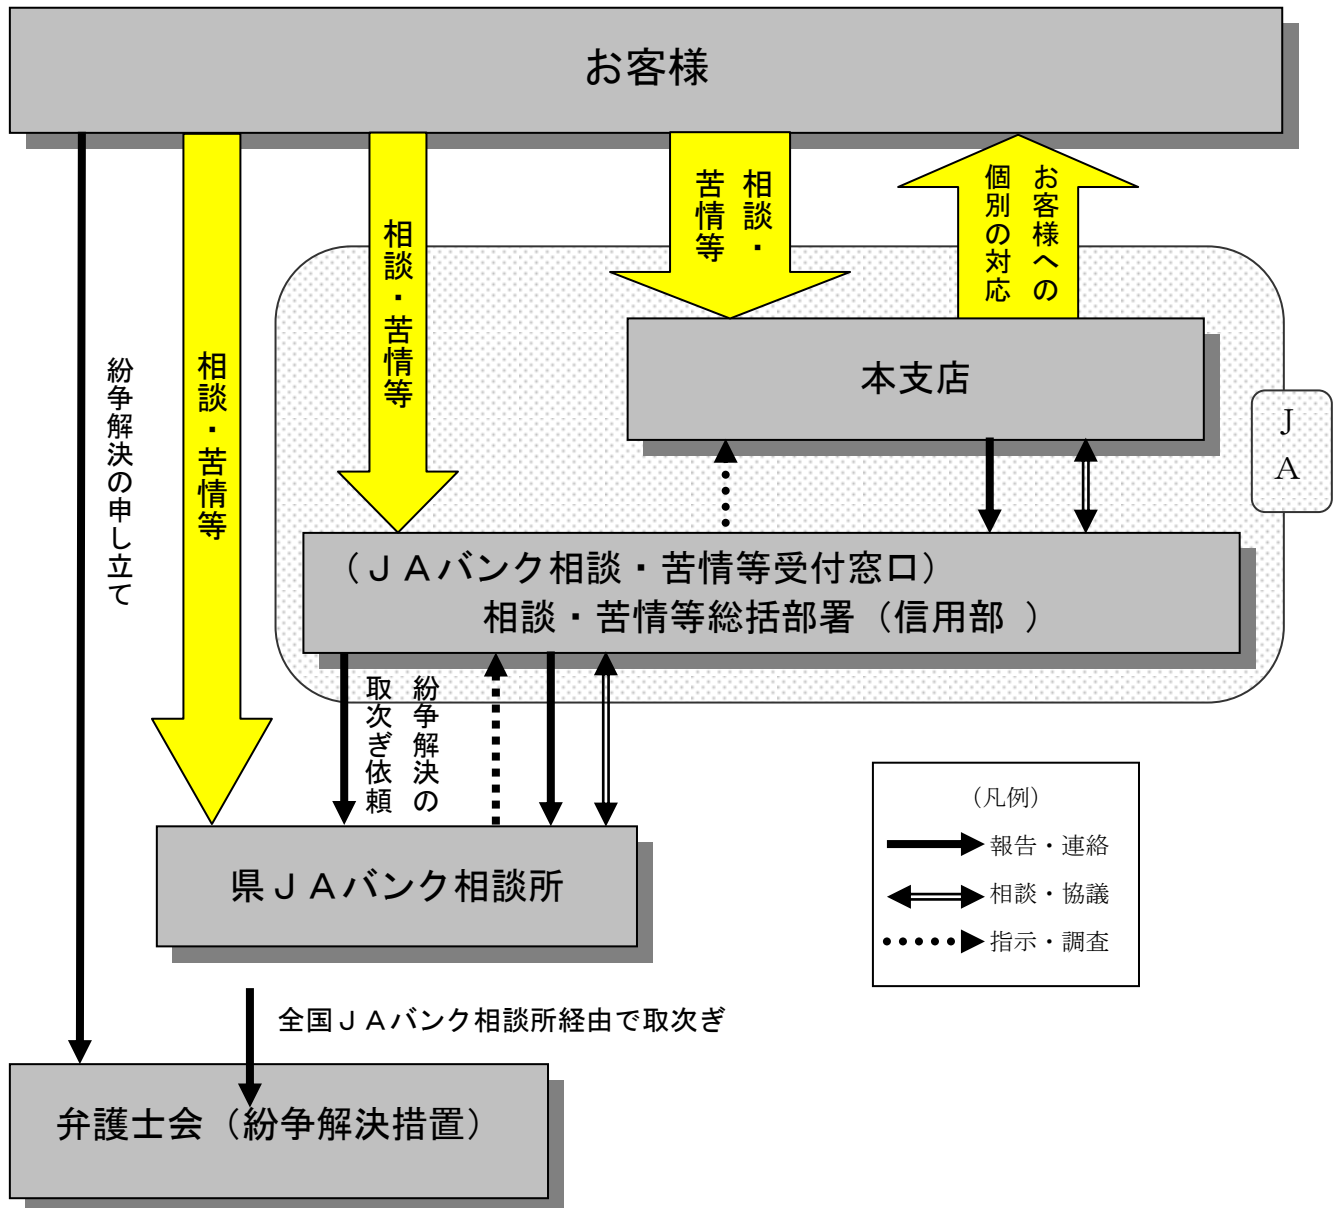 お客様
紛争解決の申し立て
相談・苦情等
相談・苦情等
相談・
苦情等
お客様への
個別の対応
本支店
JA
（ＪＡバンク相談・苦情等受付窓口）
相談・苦情等総括部署（信用部 ）
紛争解決の
取次ぎ依頼
県ＪＡバンク相談所
（凡例）
報告・連絡
相談・協議
指示・調査
全国ＪＡバンク相談所経由で取次ぎ
弁護士会（紛争解決措置）